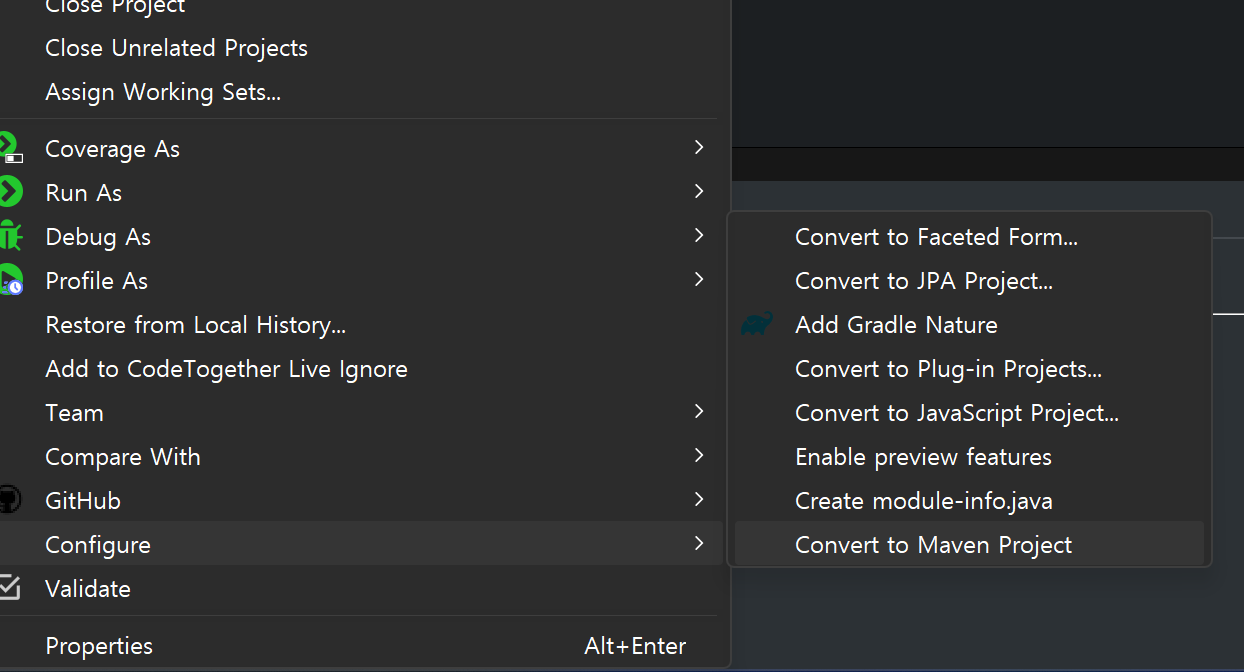 Close Project
Close Unrelated Projects
Assign Working Sets...
Coverage As
Run As
Debug As
Profile As
Restore from Local History...
Add to CodeTogether Live Ignore
Team
Compare With
GitHub
Configure
Validate
Properties Alt+Enter
Convert to Faceted Form...
Convert to JPA Project...
Add Gradle Nature
Convert to Plug-in Projects...
Convert to JavaScript Project...
Enable preview features
Create module-info.java
Convert to Maven Project